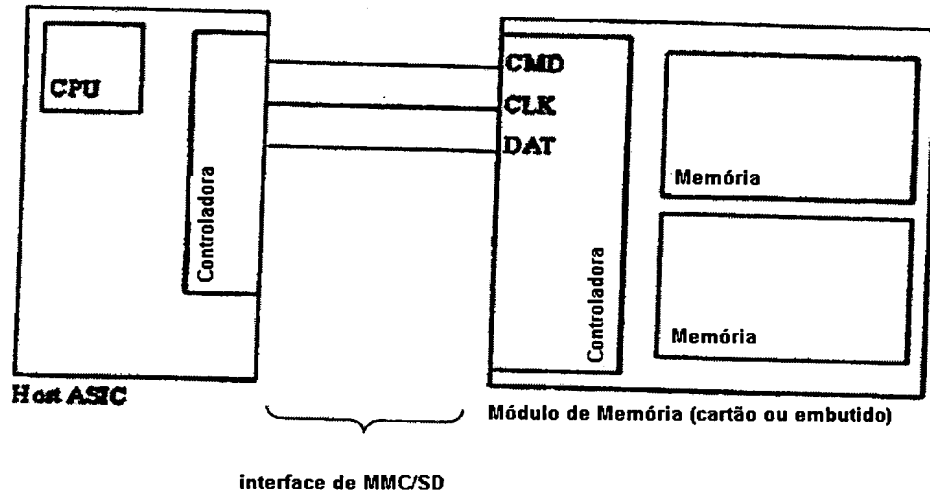 CPU
Controladora
Host ASIC
CMD
CLK
DAT
Controladora
Memória
Memória
Módulo de Memória (cartão ou embutido)
interface de MMC/SD